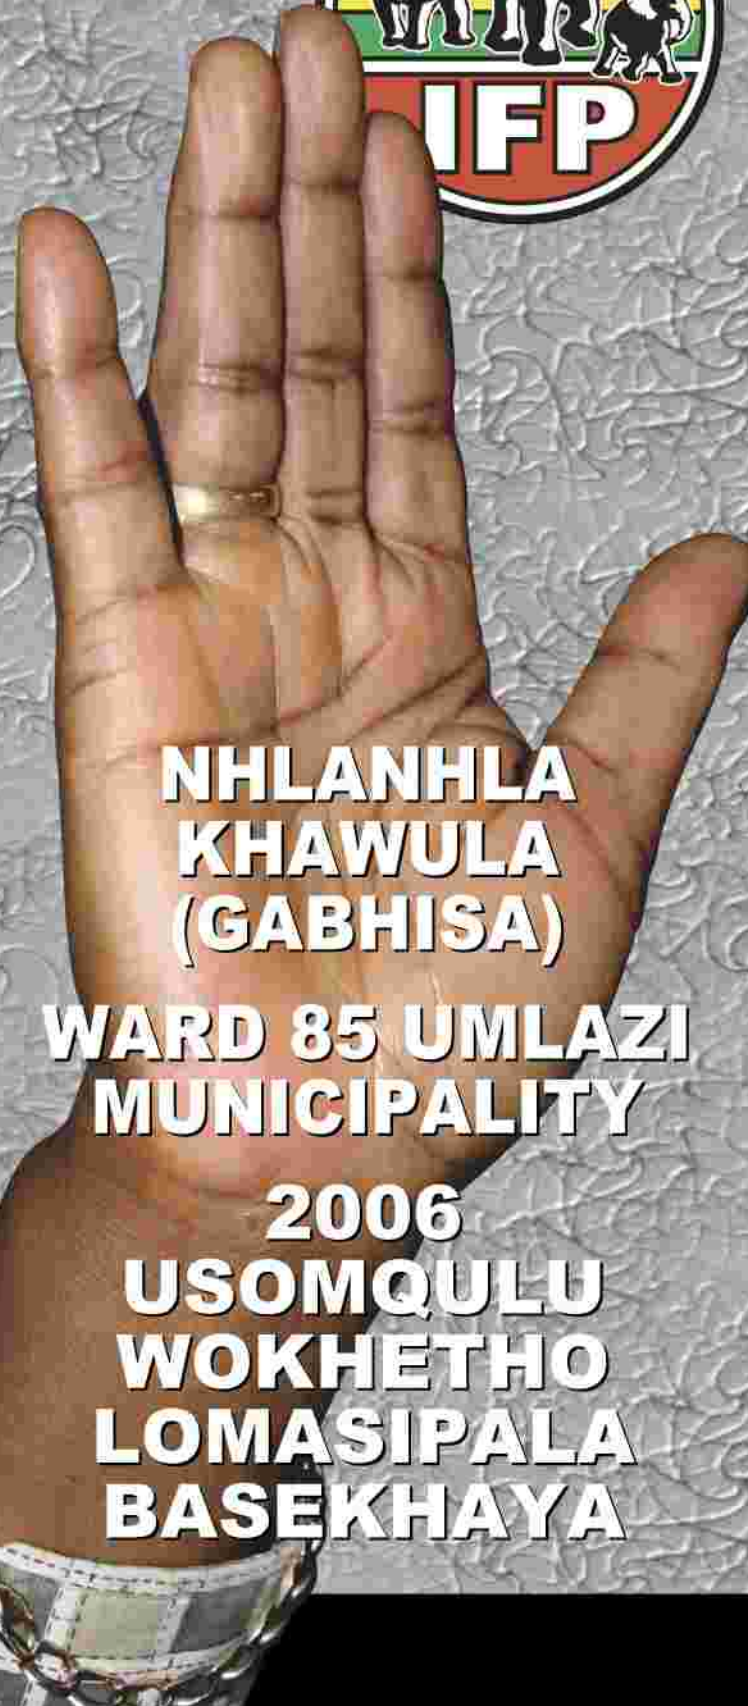 IFP
NHLANHLA
KHAWULA
(GABHISA)
WARD 85 UMLAZI
MUNICIPALITY
2006
USOMQULU
WOKHETHO
LOMASIPALA
BASEKHAYA